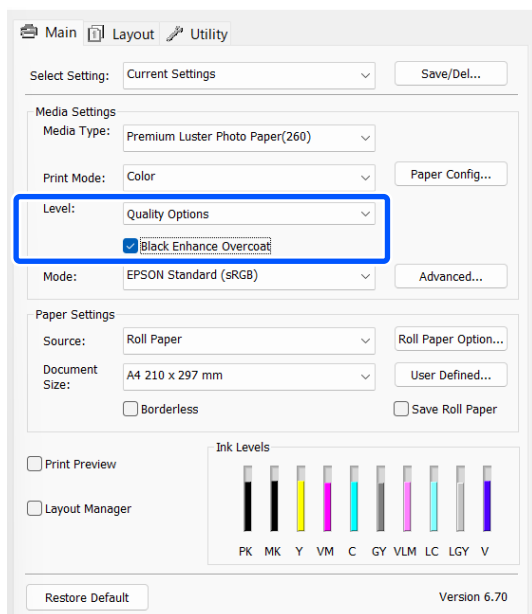 Main Layout Utility
Select Setting: Current Settings Save/Del...
Media Settings
Media Type: Premium Luster Photo Paper(260)
Print Mode: Color Paper Config...
Level: Quality Options
Black Enhance Overcoat
Mode: EPSON Standard (sRGB) Advanced...
Paper Settings
Source: Roll Paper Roll Paper Option...
Document
Size: A4 210 x 297 mm User Defined...
Borderless Save Roll Paper
Ink Levels
Print Preview
Layout Manager
PK MK Y VM C GY VLM LC LGY V
Restore Default Version 6.70